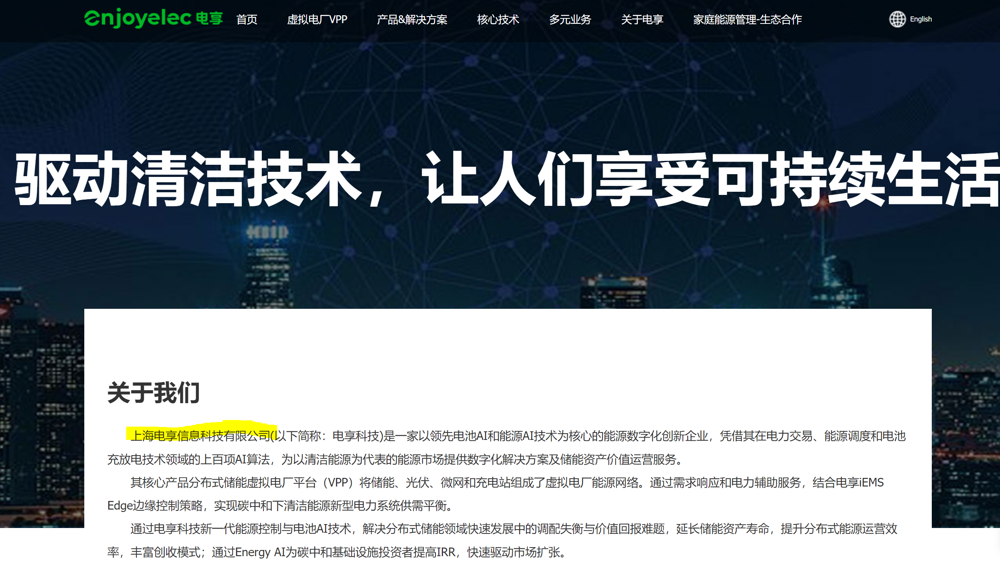 enjoyelec 电享 首页 虚拟电厂VPP 产品&解决方案 核心技术 多元业务 关于电享 家庭能源管理-生态合作 English
驱动清洁技术，让人们享受可持续生活
关于我们
上海电享信息科技有限公司(以下简称：电享科技)是一家以领先电池AI和能源AI技术为核心的能源数字化创新企业，凭借其在电力交易、能源调度和电池
充放电技术领域的上百项AI算法，为以清洁能源为代表的能源市场提供数字化解决方案及储能资产价值运营服务。
其核心产品分布式储能虚拟电厂平台（VPP）将储能、光伏、微网和充电站组成了虚拟电厂能源网络。通过需求响应和电力辅助服务，结合电享iEMS
Edge边缘控制策略，实现碳中和下清洁能源新型电力系统供需平衡。
通过电享科技新一代能源控制与电池AI技术，解决分布式储能领域快速发展中的调配失衡与价值回报难题，延长储能资产寿命，提升分布式能源运营效
率，丰富创收模式；通过Energy AI为碳中和基础设施投资者提高IRR，快速驱动市场扩张。